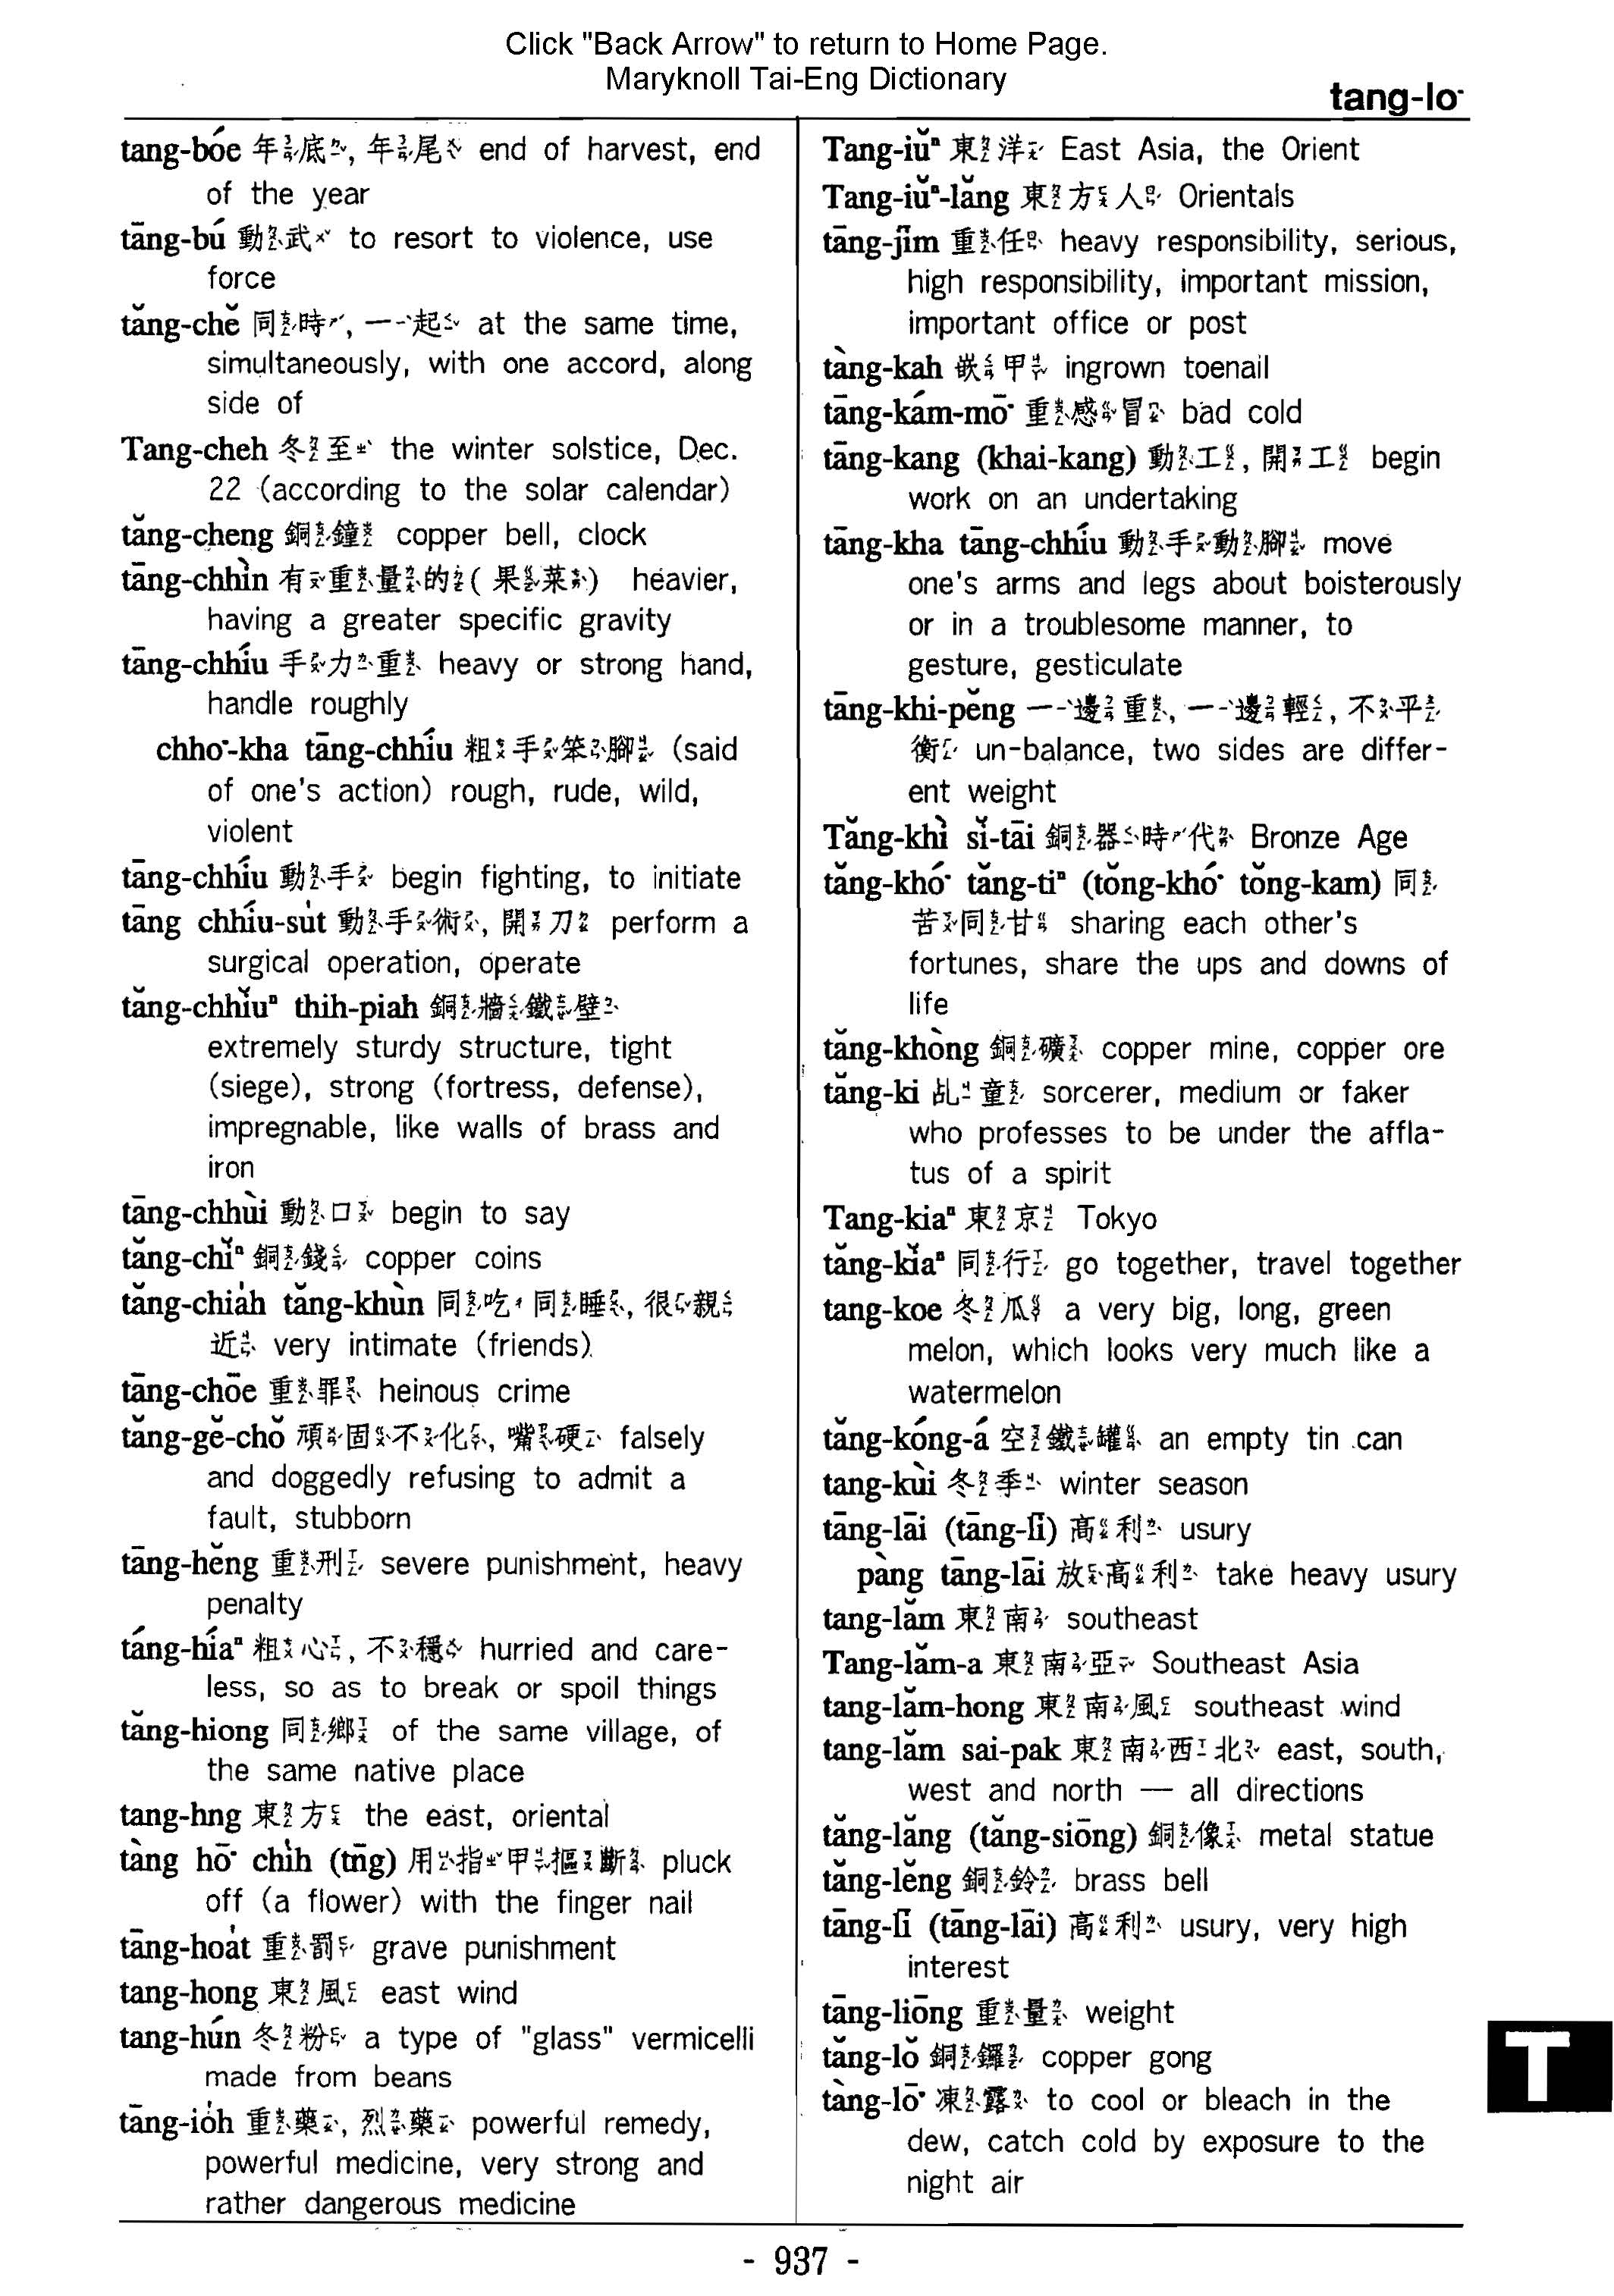 Click "Back Arrow" to return to Home Page.
Maryknoll Tai-Eng Dictionary
tang-lo͘
tang-bóe 年底, 年尾 end of harvest, end
of the year
tāng-bú 動武 to resort to violence, use
force
tăng-chĕ 同時, 一起 at the same time,
simultaneously, with one accord, along
side of
Tang-cheh 冬至 the winter solstice, Dec.
22 (according to the solar calendar)
tăng-cheng 銅鐘 copper bell, clock
tāng-chhìn 有重量的(果菜) heavier,
having a greater specific gravity
tāng-chhíu 手力重 heavy or strong hand,
handle roughly
chho͘-kha tāng-chhíu 粗手笨腳 (said
of one's action) rough, rude, wild,
violent
tāng-chhíu 動手 begin fighting, to initiate
tāng chhíu-su̍t 動手術, 開刀 perform a
surgical operation, operate
tăng-chhĭuⁿ thih-piah 銅牆鐵壁
extremely sturdy structure, tight
(siege), strong (fortress, defense),
impregnable, like walls of brass and
iron
tāng-chhùi 動口 begin to say
tăng-chĭⁿ 銅錢 copper coins
tăng-chia̍h tăng-khùn 同吃, 同睡, 很親
近 very intimate (friends)
tāng-chōe 重罪 heinous crime
tăng-gĕ-chŏ 頑固不化, 嘴硬 falsely
and doggedly refusing to admit a
fault, stubborn
tāng-hĕng 重刑 severe punishment, heavy
penalty
táng-híaⁿ 粗心, 不穩 hurried and care-
less, so as to break or spoil things
tăng-hiong 同鄉 of the same village, of
the same native place
tang-hng 東方 the east, oriental
tàng hō͘ chi̍h (tn̄g) 用指甲摳斷 pluck
off (a flower) with the finger nail
tāng-hoa̍t 重罰 grave punishment
tang-hong 東風 east wind
tang-hún 冬粉 a type of "glass" vermicelli
made from beans
tāng-io̍h 重藥, 烈藥 powerful remedy,
powerful medicine, very strong and
rather dangerous medicine
Tang-iŭⁿ 東洋 East Asia, the Orient
Tang-iŭⁿ-lăng 東方人 Orientals
tāng-jīm 重任 heavy responsibility, serious,
high responsibility, important mission,
important office or post
tàng-kah 嵌甲 ingrown toenail
tāng-kám-mō͘ 重感冒 bad cold
tāng-kang (khai-kang) 動工, 開工 begin
work on an undertaking
tāng-kha tāng-chhíu 動手動腳 move
one's arms and legs about boisterously
or in a troublesome manner, to
gesture, gesticulate
tāng-khi-pĕng 一邊重, 一邊輕, 不平
衡 un-balance, two sides are differ-
ent weight
Tăng-khì sĭ-tāi 銅器時代 Bronze Age
tăng-khó͘ tăng-tiⁿ (tŏng-khó͘ tŏng-kam) 同
苦同甘 sharing each other's
fortunes, share the ups and downs of
life
tăng-khòng 銅礦 copper mine, copper ore
tăng-ki 乩童 sorcerer, medium or faker
who professes to be under the affla-
tus of a spirit
Tang-kiaⁿ 東京 Tokyo
tăng-kĭaⁿ 同行 go together, travel together
tang-koe 冬瓜 a very big, long, green
melon, which looks very much like a
watermelon
tăng-kóng-á 空鐵罐 an empty tin can
tang-kùi 冬季 winter season
tāng-lāi (tāng-lī) 高利 usury
pàng tāng-lāi 放高利 take heavy usury
tang-lăm 東南 southeast
Tang-lăm-a 東南亞 Southeast Asia
tang-lăm-hong 東南風 southeast wind
tang-lăm sai-pak 東南西北 east, south,
west and north — all directions
tăng-lăng (tăng-siōng) 銅像 metal statue
tăng-lĕng 銅鈴 brass bell
tāng-lī (tāng-lāi) 高利 usury, very high
interest
tāng-liōng 重量 weight
tăng-lŏ 銅鑼 copper gong
tàng-lō͘ 凍露 to cool or bleach in the
dew, catch cold by exposure to the
night air
T
- 937 -